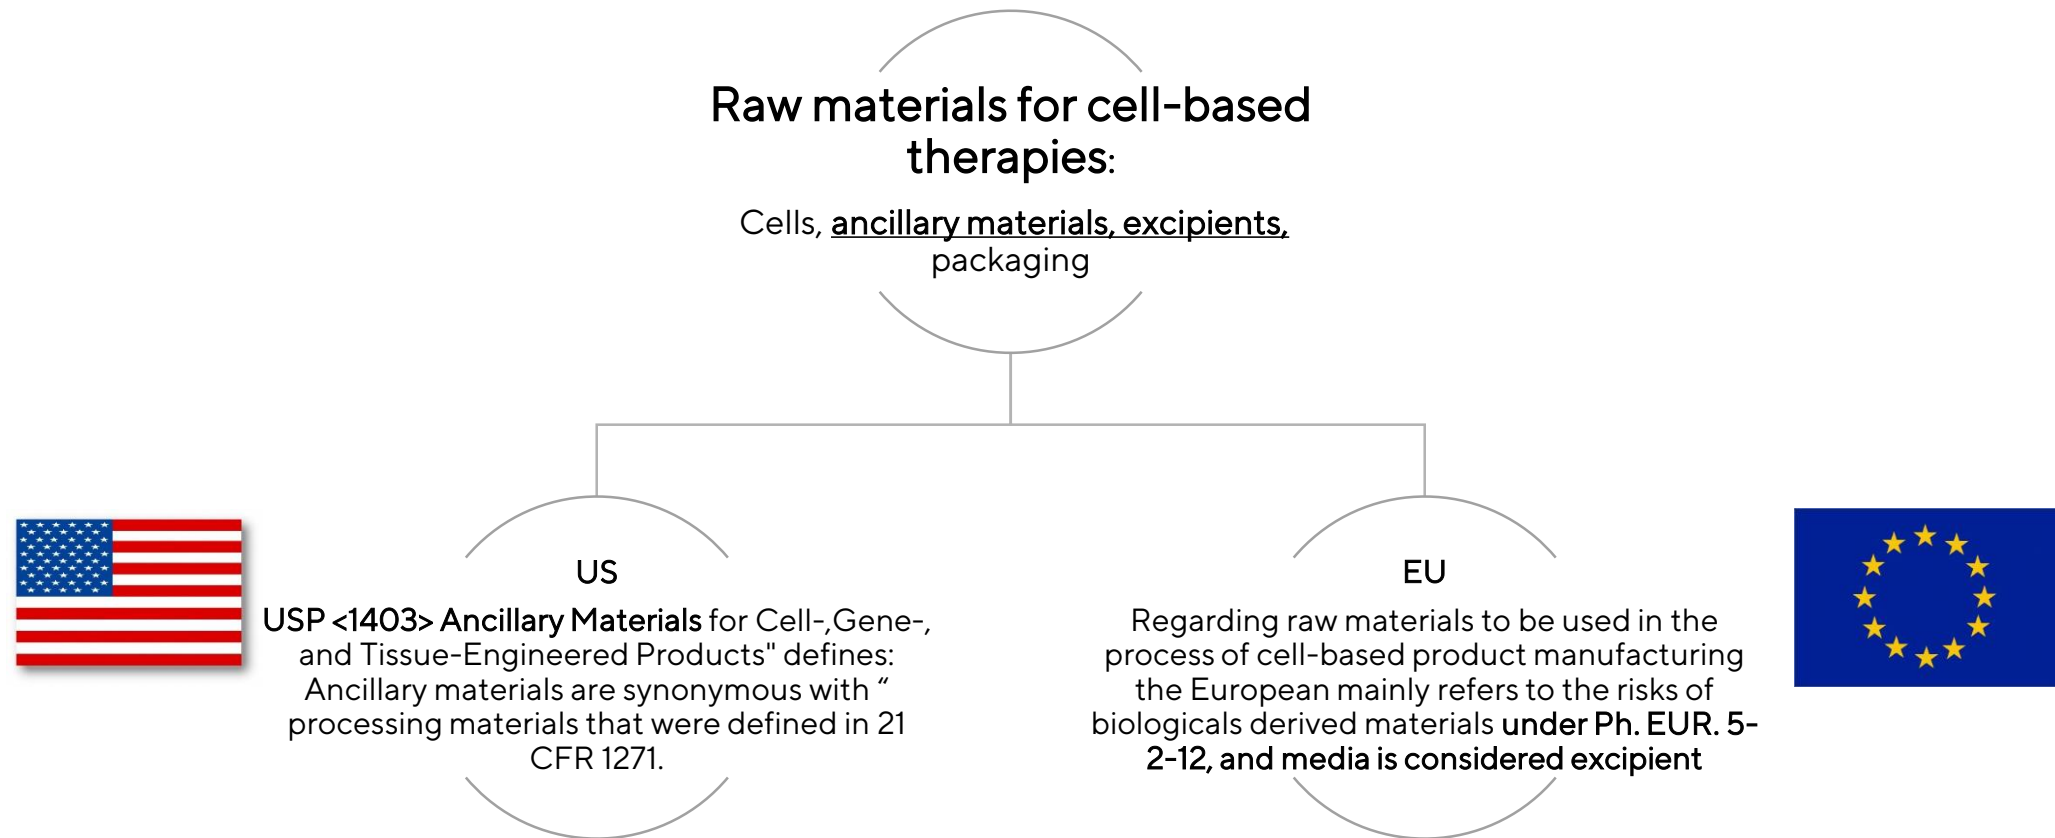 Raw materials for cell-based
therapies:
Cells, ancillary materials, excipients,
packaging
US
USP <1403> Ancillary Materials for Cell-,Gene-,
and Tissue-Engineered Products" defines:
Ancillary materials are synonymous with “
processing materials that were defined in 21
CFR 1271.
EU
Regarding raw materials to be used in the
process of cell-based product manufacturing
the European mainly refers to the risks of
biologicals derived materials under Ph. EUR. 5-
2-12, and media is considered excipient